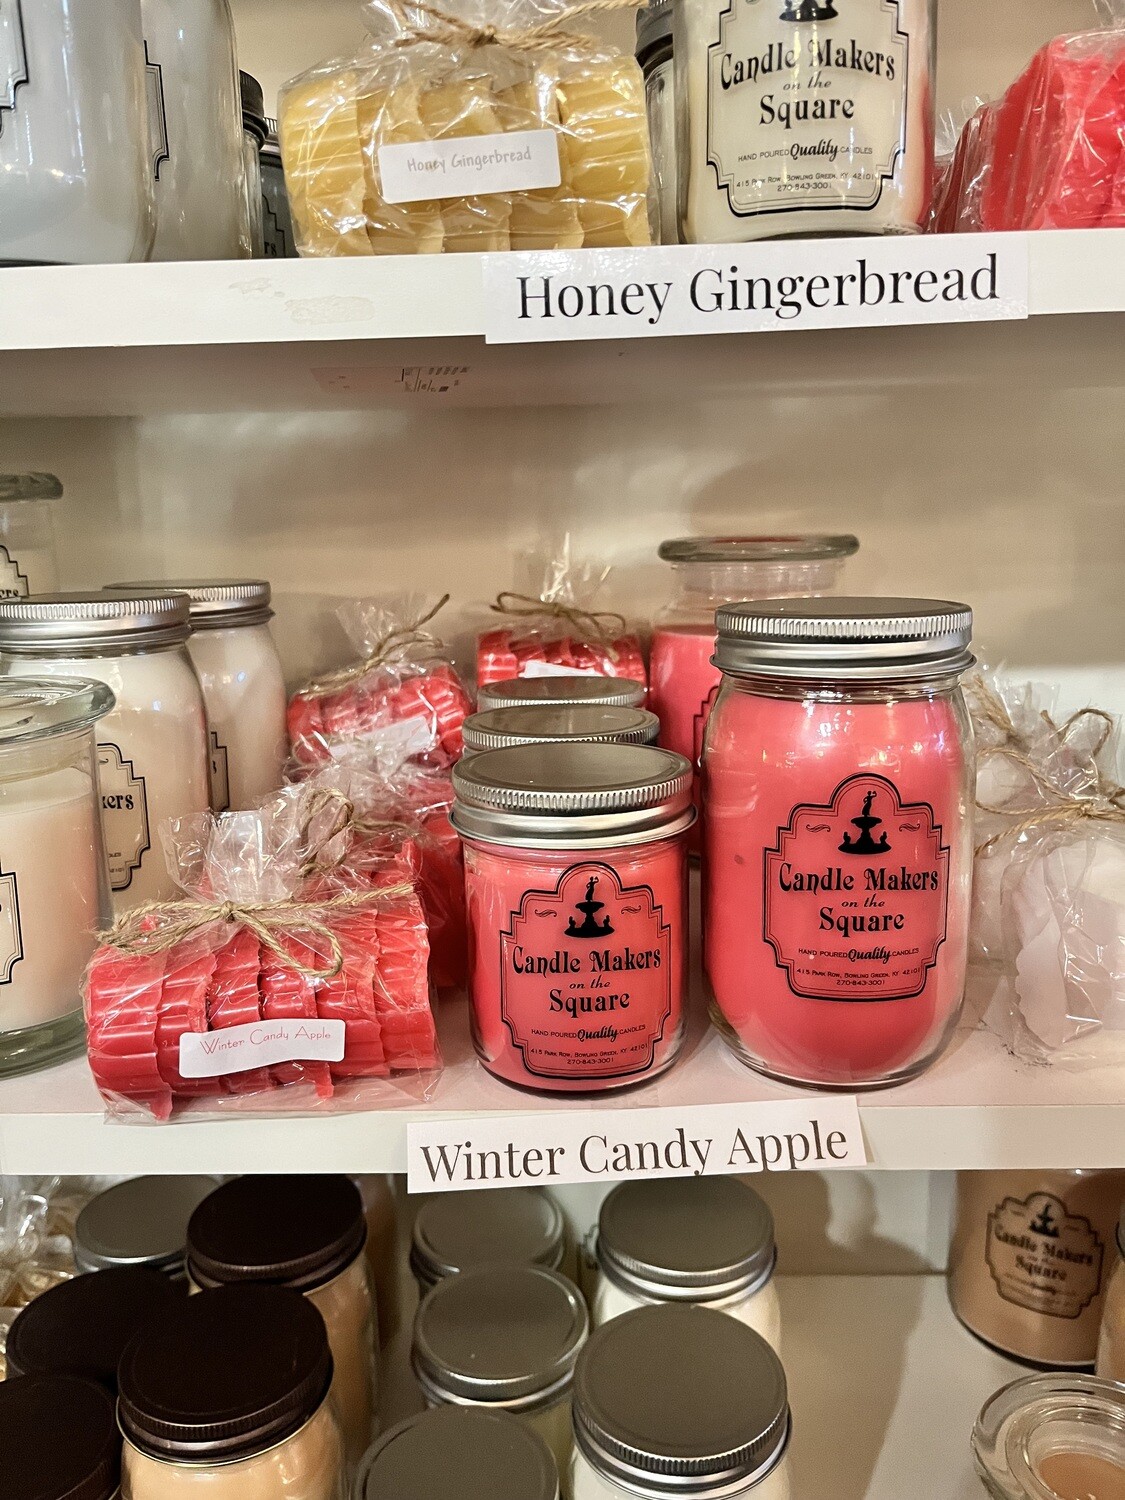 Honey Gingerbread
Candle Makers
on the
Square
HAND POURED Quality CANDLES
415 Park Row, Bowling Green, KY 42101
270-843-3001
Honey Gingerbread
Winter Candy Apple
Candle Makers
on the
Square
HAND POURED Quality CANDLES
415 Park Row, Bowling Green, KY 42101
270-843-3001
Candle Makers
on the
Square
HAND POURED Quality CANDLES
415 Park Row, Bowling Green, KY 42101
270-843-3001
Winter Candy Apple
Candle Makers
on the
Square